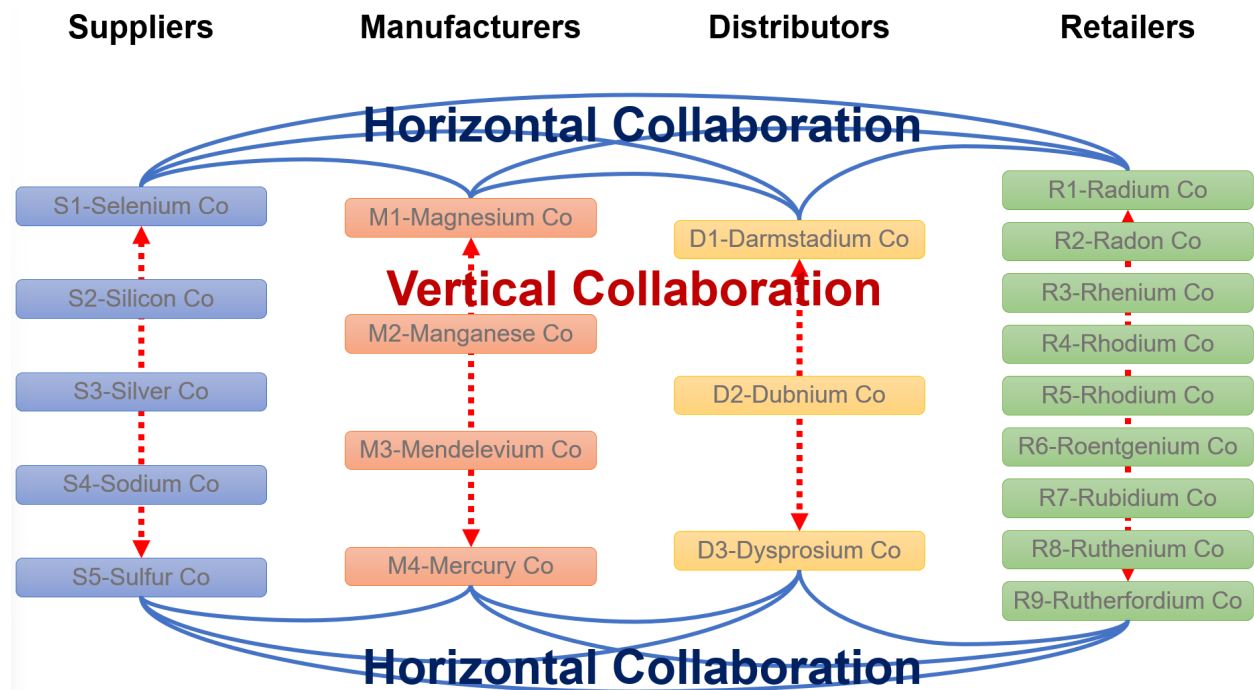 Suppliers
Manufacturers
Distributors
Retailers
Horizontal Collaboration
S1-Selenium Co
S2-Silicon Co
S3-Silver Co
S4-Sodium Co
S5-Sulfur Co
M1-Magnesium Co
Vertical Collaboration
M2-Manganese Co
M3-Mendelevium Co
M4-Mercury Co
D1-Darmstadium Co
D2-Dubnium Co
D3-Dysprosium Co
R1-Radium Co
R2-Radon Co
R3-Rhenium Co
R4-Rhodium Co
R5-Rhodium Co
R6-Roentgenium Co
R7-Rubidium Co
R8-Ruthenium Co
R9-Rutherfordium Co
Horizontal Collaboration